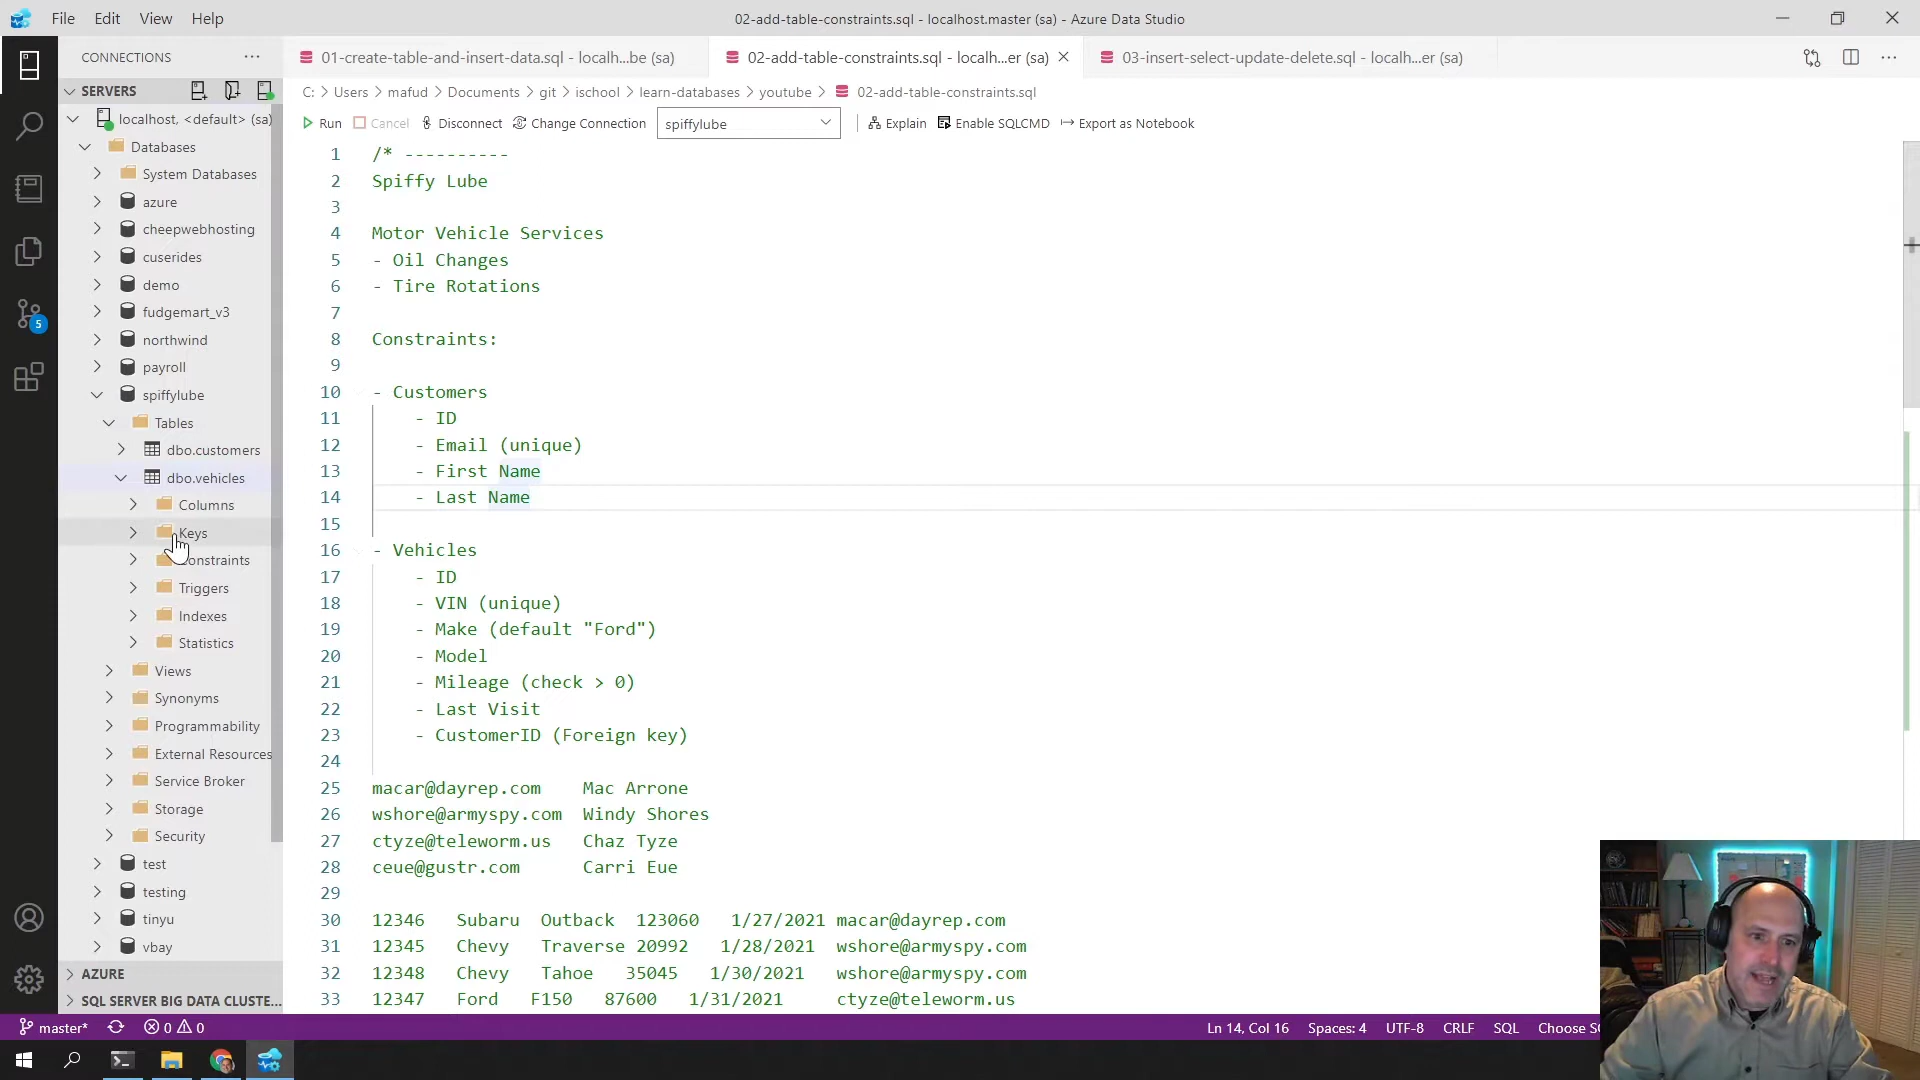 File Edit View Help
02-add-table-constraints.sql - localhost.master (sa) - Azure Data Studio
CONNECTIONS
01-create-table-and-insert-data.sql - localh...be (sa)
02-add-table-constraints.sql - localh...er (sa)
03-insert-select-update-delete.sql - localh...er (sa)
SERVERS
C: > Users > mafud > Documents > git > ischool > learn-databases > youtube > 02-add-table-constraints.sql
Run Cancel Disconnect Change Connection spiffylube Explain Enable SQLCMD Export as Notebook
localhost, <default> (sa)
Databases
System Databases
azure
cheepwebhosting
cuserides
demo
fudgemart_v3
northwind
payroll
spiffylube
Tables
dbo.customers
dbo.vehicles
Columns
Keys
Constraints
Triggers
Indexes
Statistics
Views
Synonyms
Programmability
External Resources
Service Broker
Storage
Security
test
testing
tinyu
vbay
AZURE
SQL SERVER BIG DATA CLUSTE...
5
1 /* ----------
2 Spiffy Lube
3
4 Motor Vehicle Services
5 - Oil Changes
6 - Tire Rotations
7
8 Constraints:
9
10 - Customers
11 - ID
12 - Email (unique)
13 - First Name
14 - Last Name
15
16 - Vehicles
17 - ID
18 - VIN (unique)
19 - Make (default "Ford")
20 - Model
21 - Mileage (check > 0)
22 - Last Visit
23 - CustomerID (Foreign key)
24
25 macar@dayrep.com Mac Arrone
26 wshore@armyspy.com Windy Shores
27 ctyze@teleworm.us Chaz Tyze
28 ceue@gustr.com Carri Eue
29
30 12346 Subaru Outback 123060 1/27/2021 macar@dayrep.com
31 12345 Chevy Traverse 20992 1/28/2021 wshore@armyspy.com
32 12348 Chevy Tahoe 35045 1/30/2021 wshore@armyspy.com
33 12347 Ford F150 87600 1/31/2021 ctyze@teleworm.us
master* 0 0 Ln 14, Col 16 Spaces: 4 UTF-8 CRLF SQL Choose